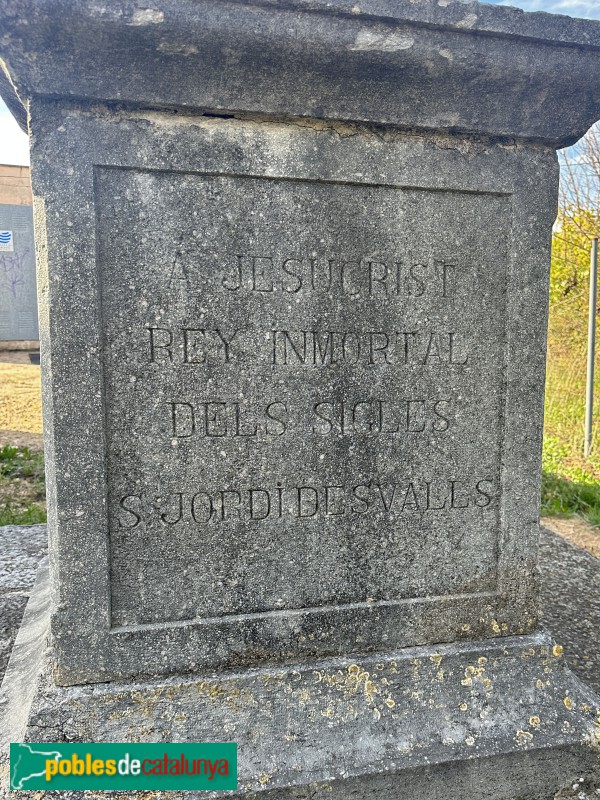 A JESUCRIST
REY INMORTAL
DELS SIGLES
S. JORDI DESVALLS
poblesdecatalunya